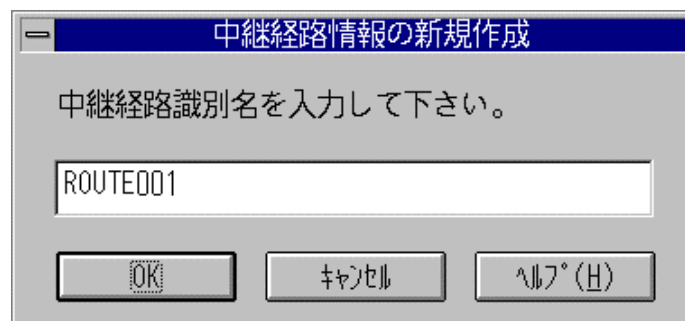 中継経路情報の新規作成
中継経路識別名を入力して下さい。
ROUTE001
OK
ｷｬﾝｾﾙ
ﾍﾙﾌﾟ(H)